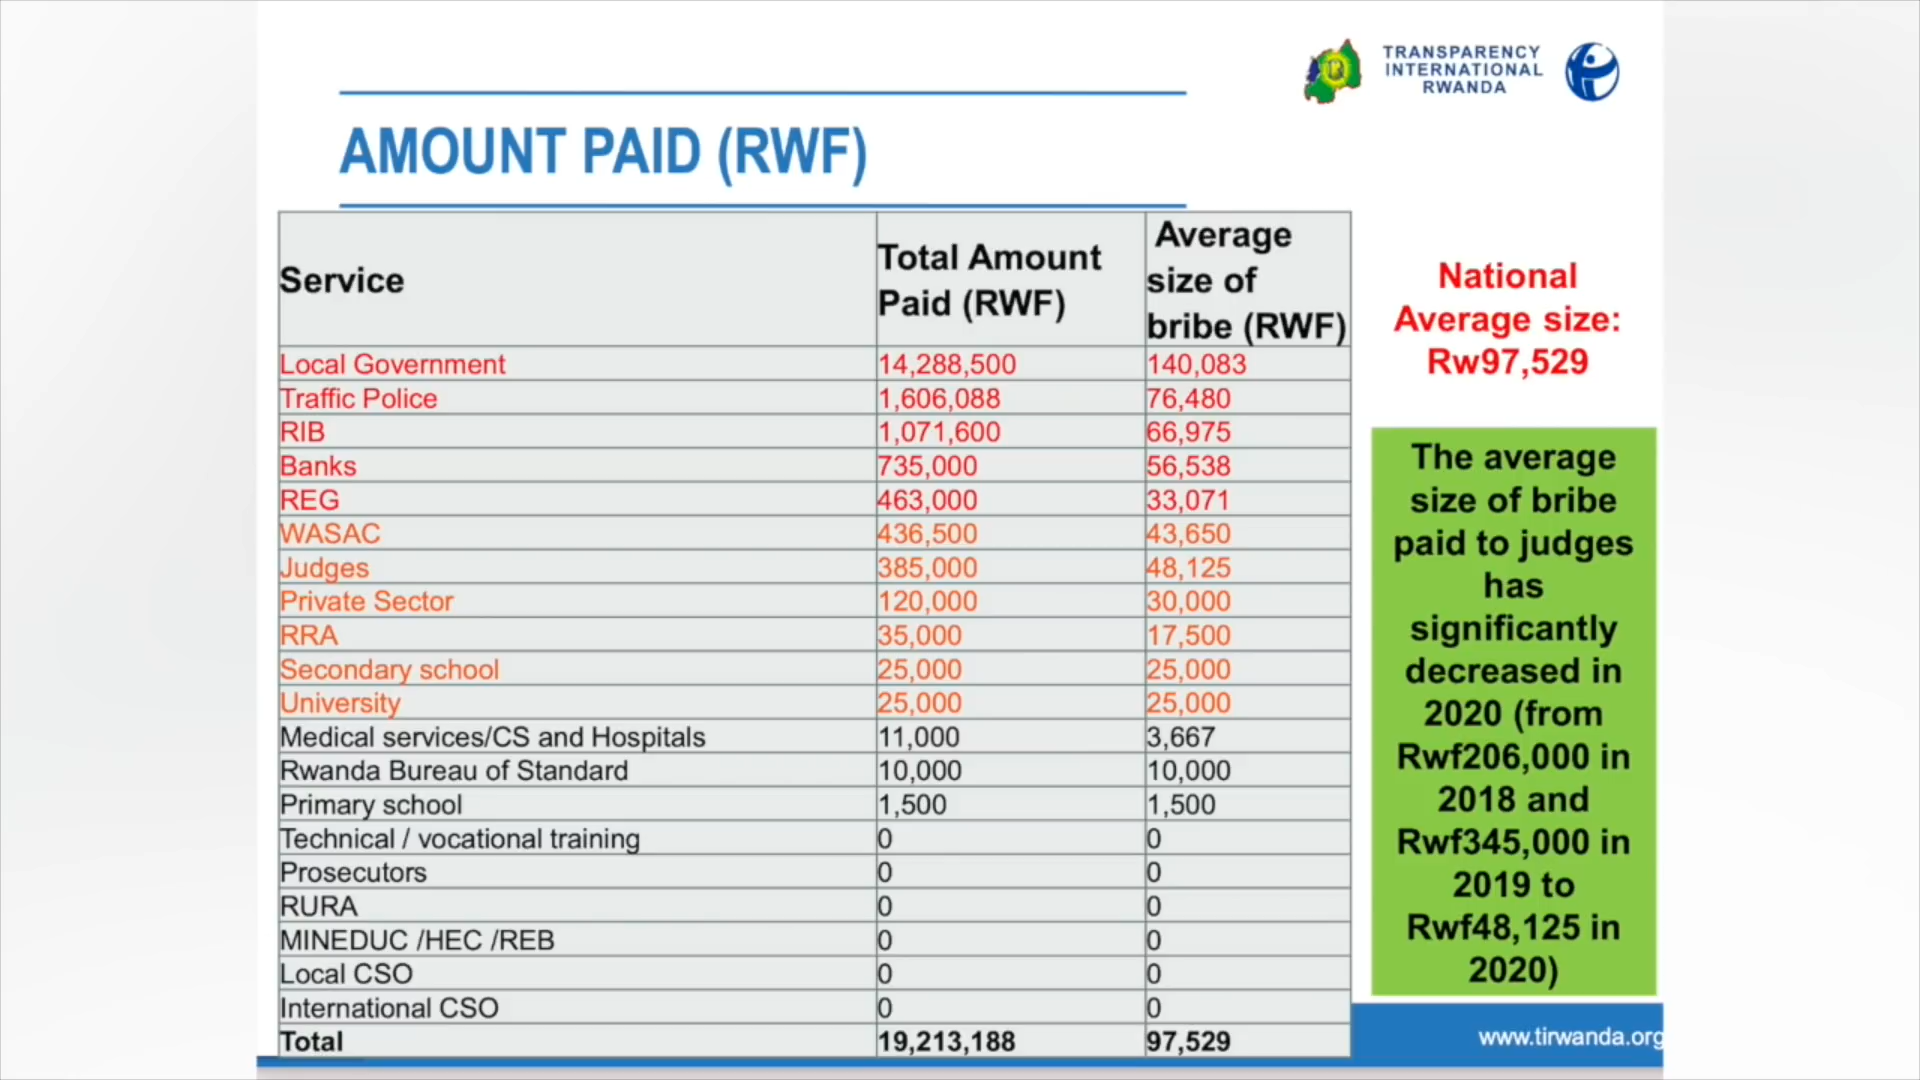 TRANSPARENCY
INTERNATIONAL
RWANDA
AMOUNT PAID (RWF)
Service
Total Amount
Paid (RWF)
Average
size of
bribe (RWF)
Local Government 14,288,500 140,083
Traffic Police 1,606,088 76,480
RIB 1,071,600 66,975
Banks 735,000 56,538
REG 463,000 33,071
WASAC 436,500 43,650
Judges 385,000 48,125
Private Sector 120,000 30,000
RRA 35,000 17,500
Secondary school 25,000 25,000
University 25,000 25,000
Medical services/CS and Hospitals 11,000 3,667
Rwanda Bureau of Standard 10,000 10,000
Primary school 1,500 1,500
Technical / vocational training 0 0
Prosecutors 0 0
RURA 0 0
MINEDUC /HEC /REB 0 0
Local CSO 0 0
International CSO 0 0
Total 19,213,188 97,529
National
Average size:
Rw97,529
The average
size of bribe
paid to judges
has
significantly
decreased in
2020 (from
Rwf206,000 in
2018 and
Rwf345,000 in
2019 to
Rwf48,125 in
2020)
www.tirwanda.org